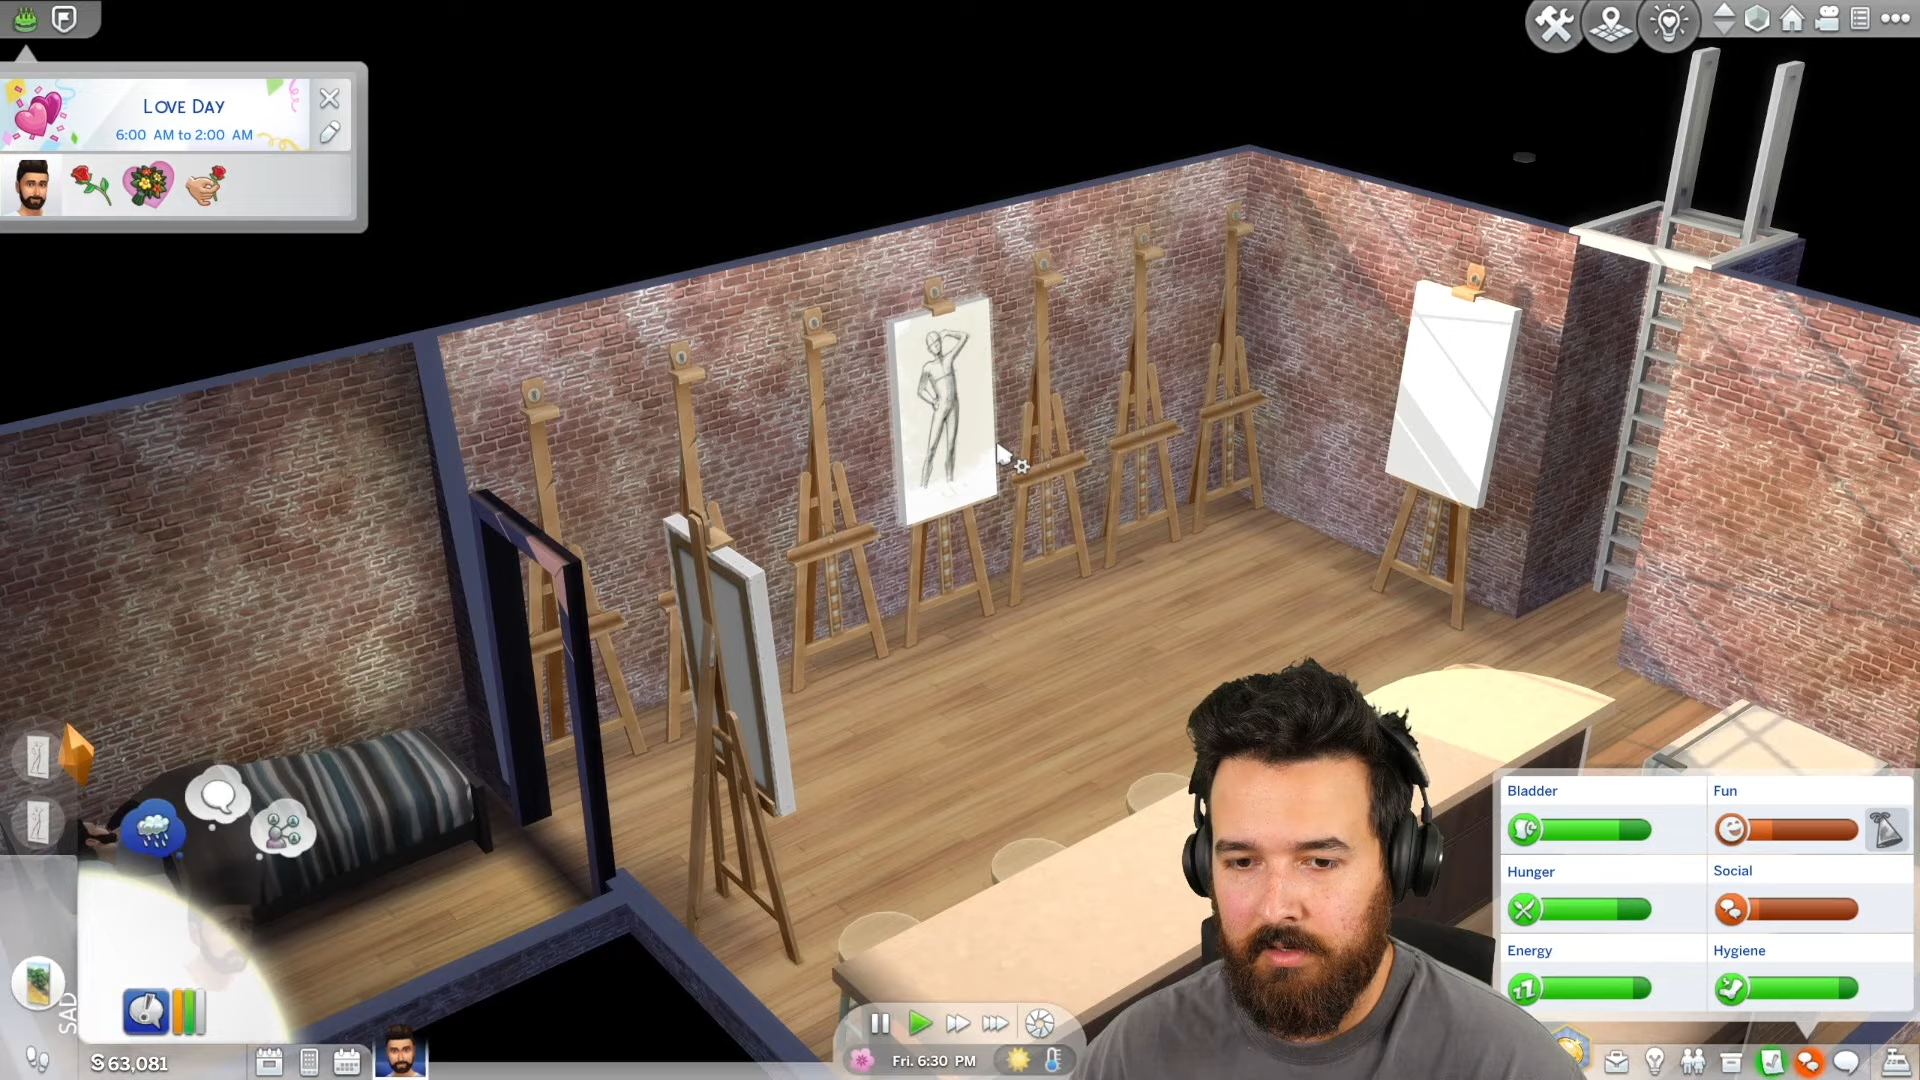 LOVE DAY
6:00 AM to 2:00 AM
Bladder
Fun
Hunger
Social
Energy
Hygiene
SAD
§63,081
Fri. 6:30 PM